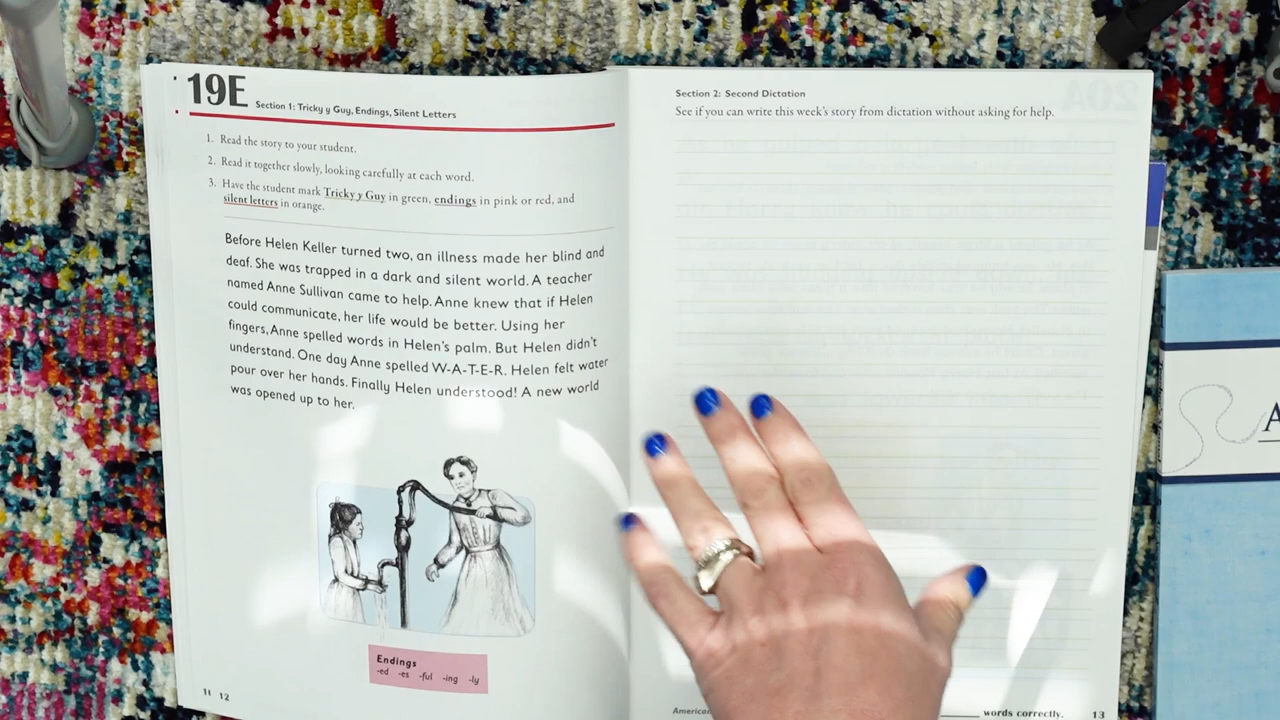 19E Section 1: Tricky y Guy, Endings, Silent Letters
1. Read the story to your student.
2. Read it together slowly, looking carefully at each word.
3. Have the student mark Tricky y Guy in green, endings in pink or red, and
silent letters in orange.
Before Helen Keller turned two, an illness made her blind and
deaf. She was trapped in a dark and silent world. A teacher
named Anne Sullivan came to help. Anne knew that if Helen
could communicate, her life would be better. Using her
fingers, Anne spelled words in Helen's palm. But Helen didn't
understand. One day Anne spelled W-A-T-E-R. Helen felt water
pour over her hands. Finally Helen understood! A new world
was opened up to her.
Endings
-ed -es -ful -ing -ly
11 12
Section 2: Second Dictation
See if you can write this week's story from dictation without asking for help.
American
words correctly. 13
A